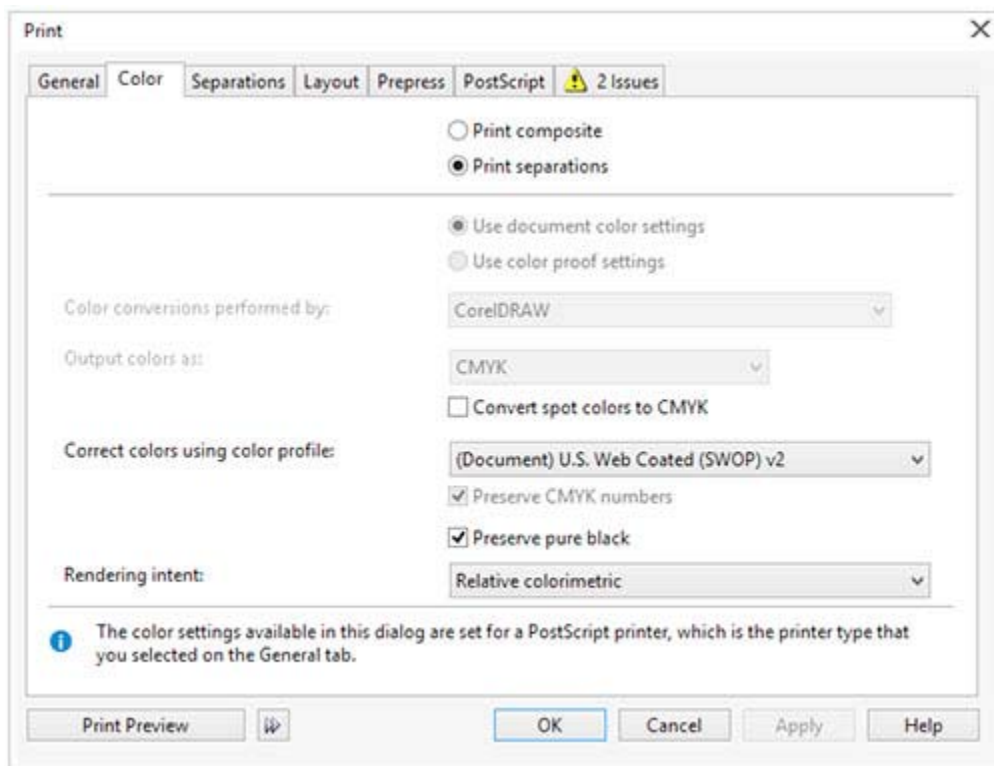 Print
General Color Separations Layout Prepress PostScript 2 Issues
Print composite
Print separations
Use document color settings
Use color proof settings
Color conversions performed by: CorelDRAW
Output colors as: CMYK
Convert spot colors to CMYK
Correct colors using color profile: (Document) U.S. Web Coated (SWOP) v2
Preserve CMYK numbers
Preserve pure black
Rendering intent: Relative colorimetric
The color settings available in this dialog are set for a PostScript printer, which is the printer type that
you selected on the General tab.
Print Preview OK Cancel Apply Help